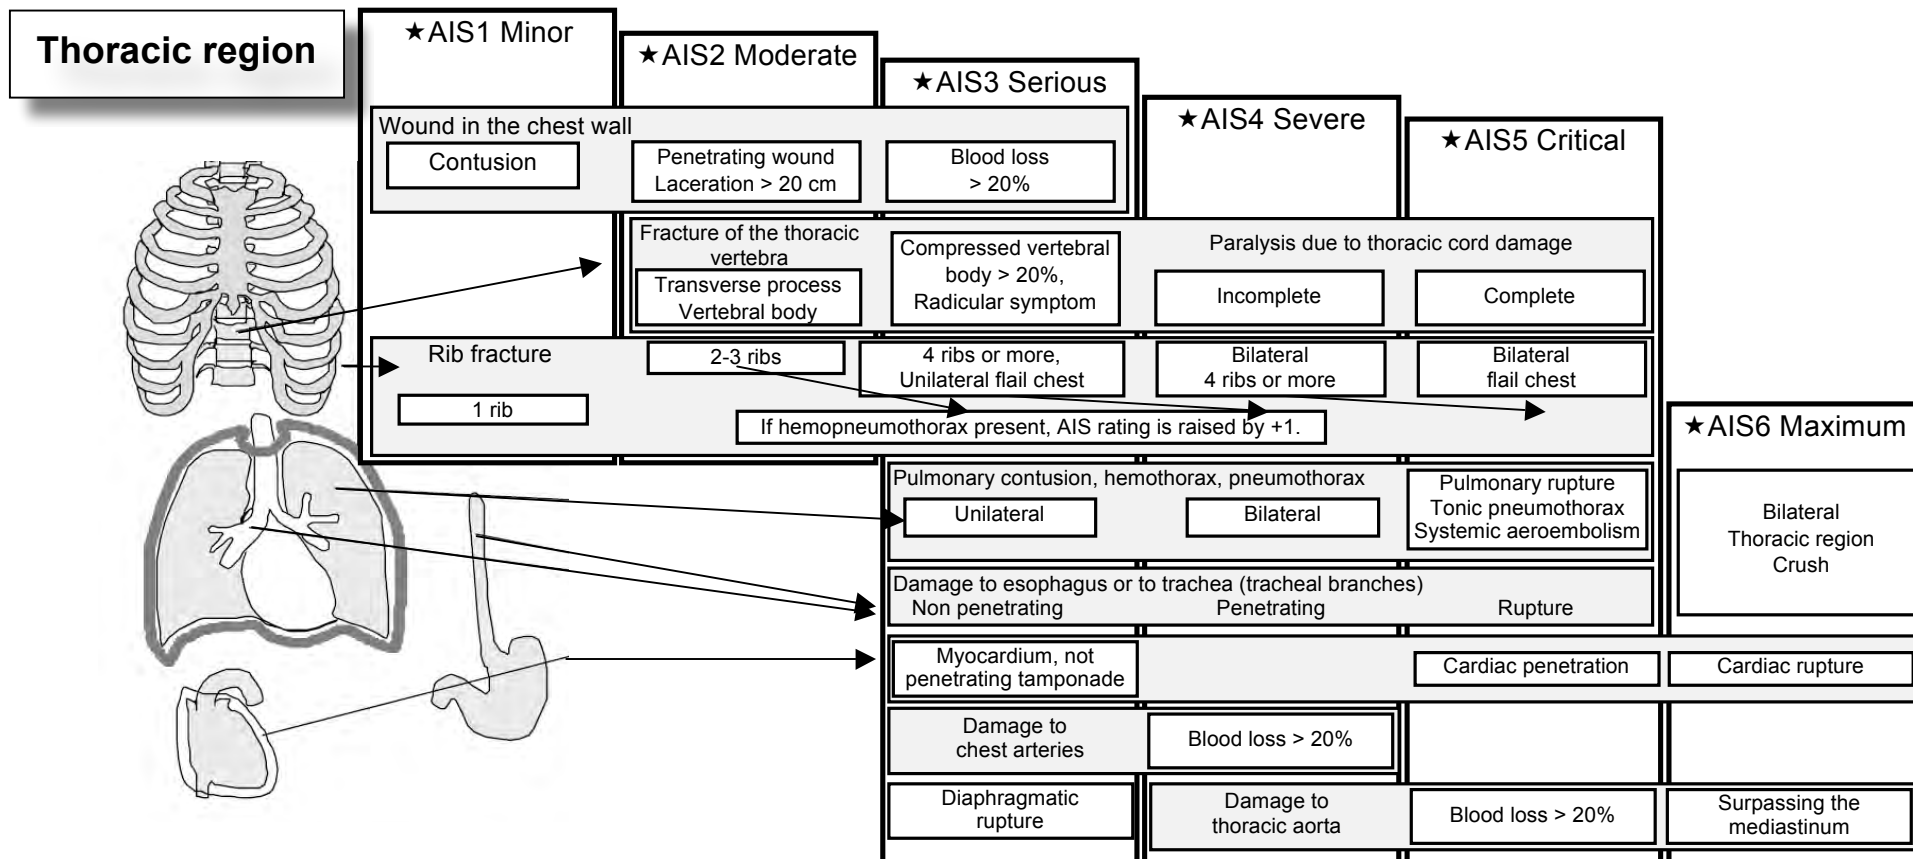 Thoracic region
★AIS1 Minor
★AIS2 Moderate
★AIS3 Serious
★AIS4 Severe
★AIS5 Critical
Wound in the chest wall
Contusion
Penetrating wound
Laceration > 20 cm
Blood loss
> 20%
Fracture of the thoracic
vertebra
Transverse process
Vertebral body
Compressed vertebral
body > 20%,
Radicular symptom
Paralysis due to thoracic cord damage
Incomplete
Complete
Rib fracture
1 rib
2-3 ribs
4 ribs or more,
Unilateral flail chest
Bilateral
4 ribs or more
Bilateral
flail chest
If hemopneumothorax present, AIS rating is raised by +1.
★AIS6 Maximum
Pulmonary contusion, hemothorax, pneumothorax
Unilateral
Bilateral
Pulmonary rupture
Tonic pneumothorax
Systemic aeroembolism
Bilateral
Thoracic region
Crush
Damage to esophagus or to trachea (tracheal branches)
Non penetrating
Penetrating
Rupture
Myocardium, not
penetrating tamponade
Cardiac penetration
Cardiac rupture
Damage to
chest arteries
Blood loss > 20%
Diaphragmatic
rupture
Damage to
thoracic aorta
Blood loss > 20%
Surpassing the
mediastinum